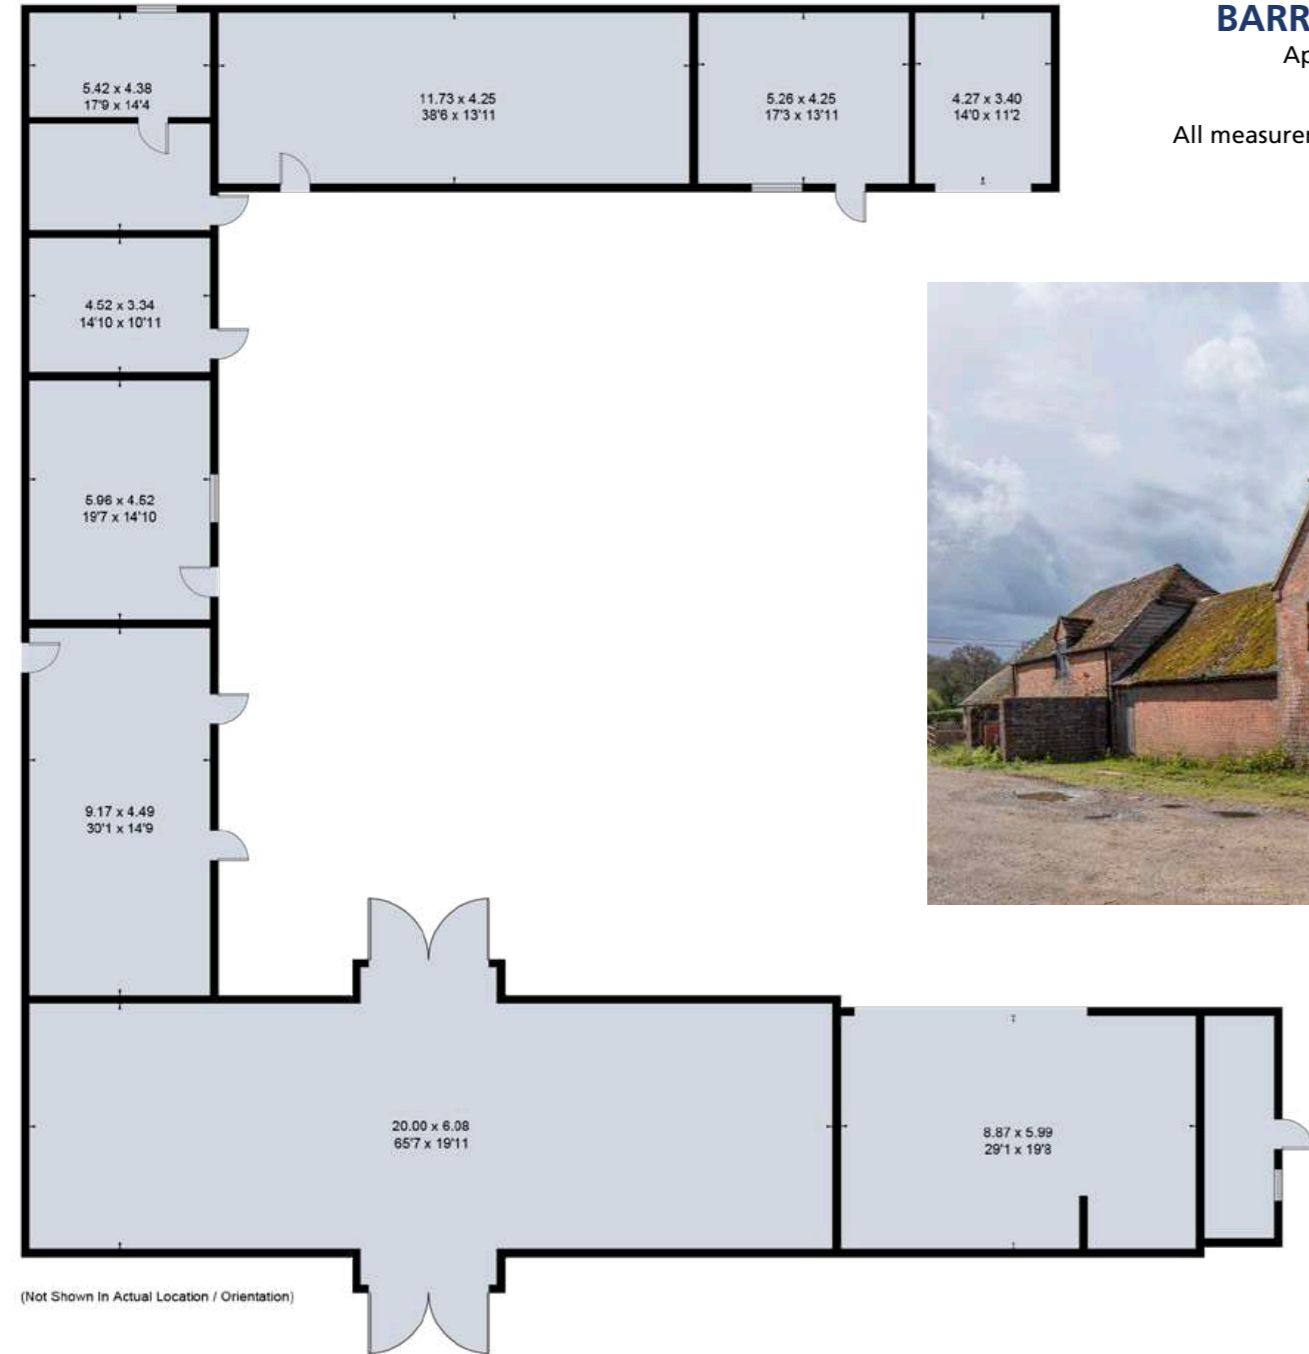 BARR
Ap
All measurer
5.42 x 4.38
17'9 x 14'4
11.73 x 4.25
38'6 x 13'11
5.26 x 4.25
17'3 x 13'11
4.27 x 3.40
14'0 x 11'2
4.52 x 3.34
14'10 x 10'11
5.96 x 4.52
19'7 x 14'10
9.17 x 4.49
30'1 x 14'9
20.00 x 6.08
65'7 x 19'11
8.87 x 5.99
29'1 x 19'8
(Not Shown In Actual Location / Orientation)